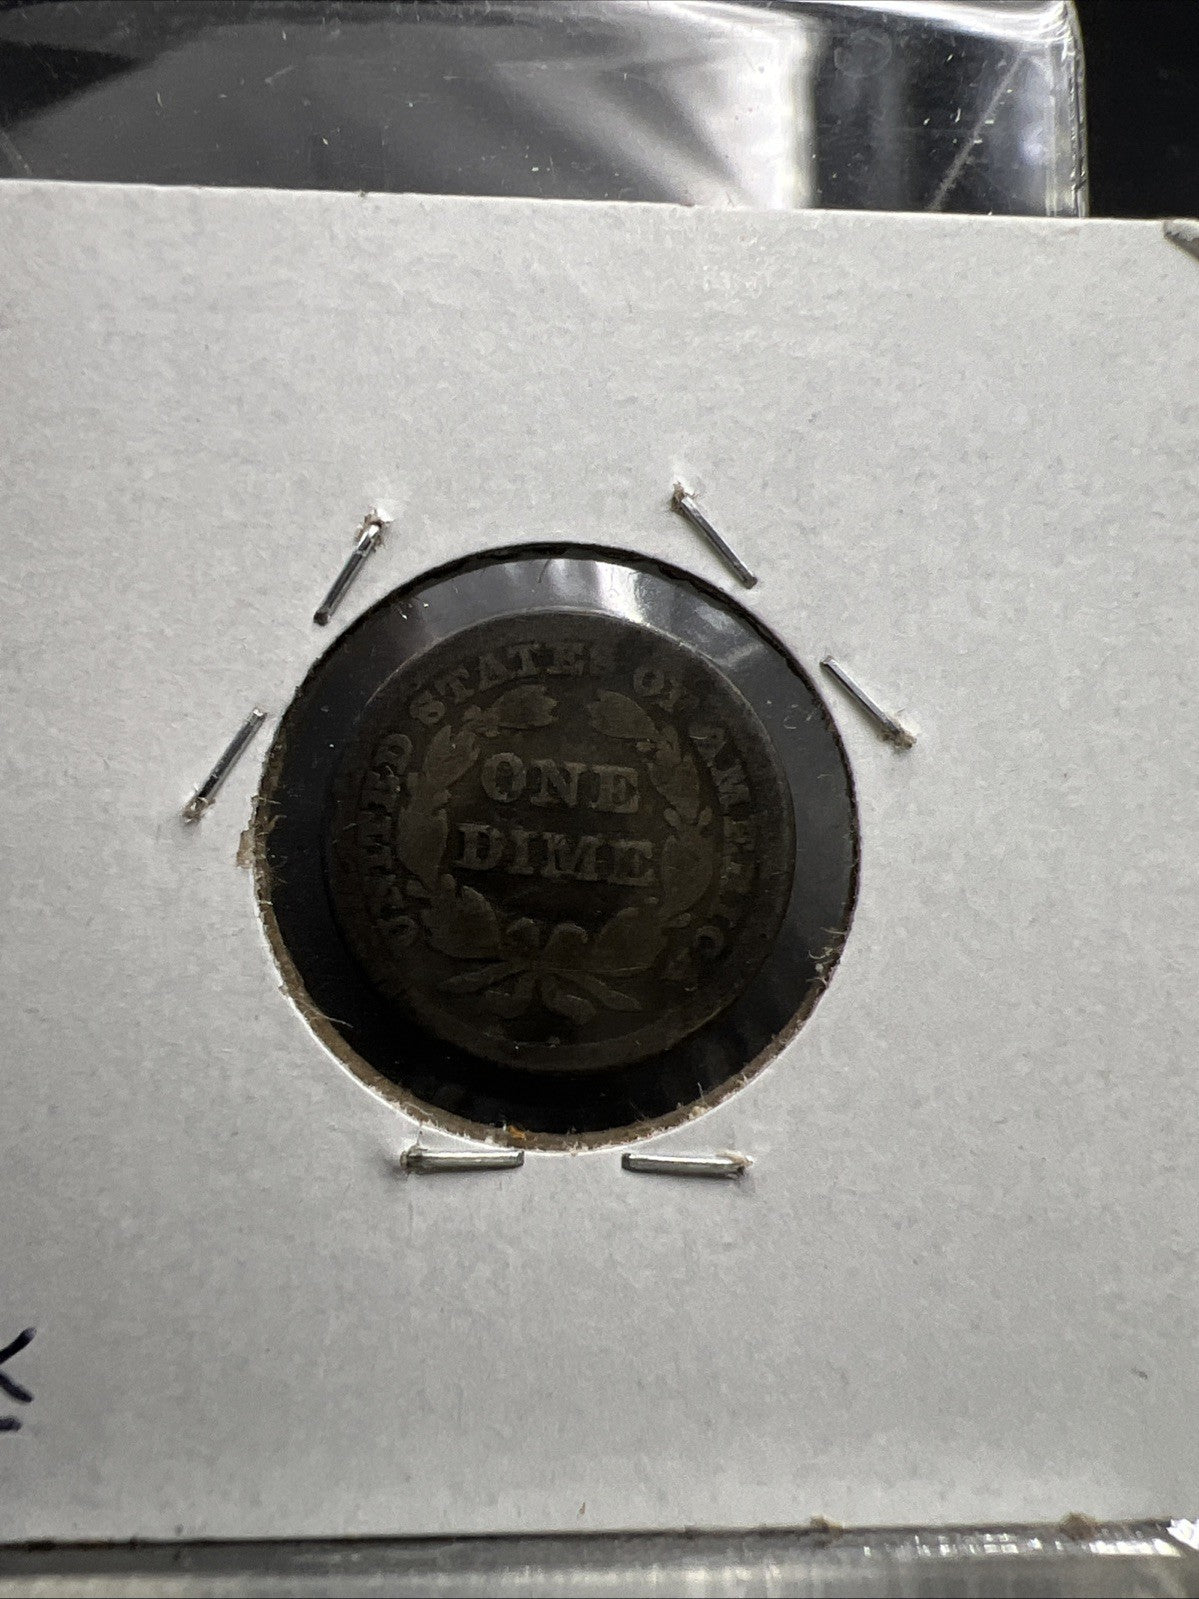 UNITED STATES OF AMERICA
ONE
DIME